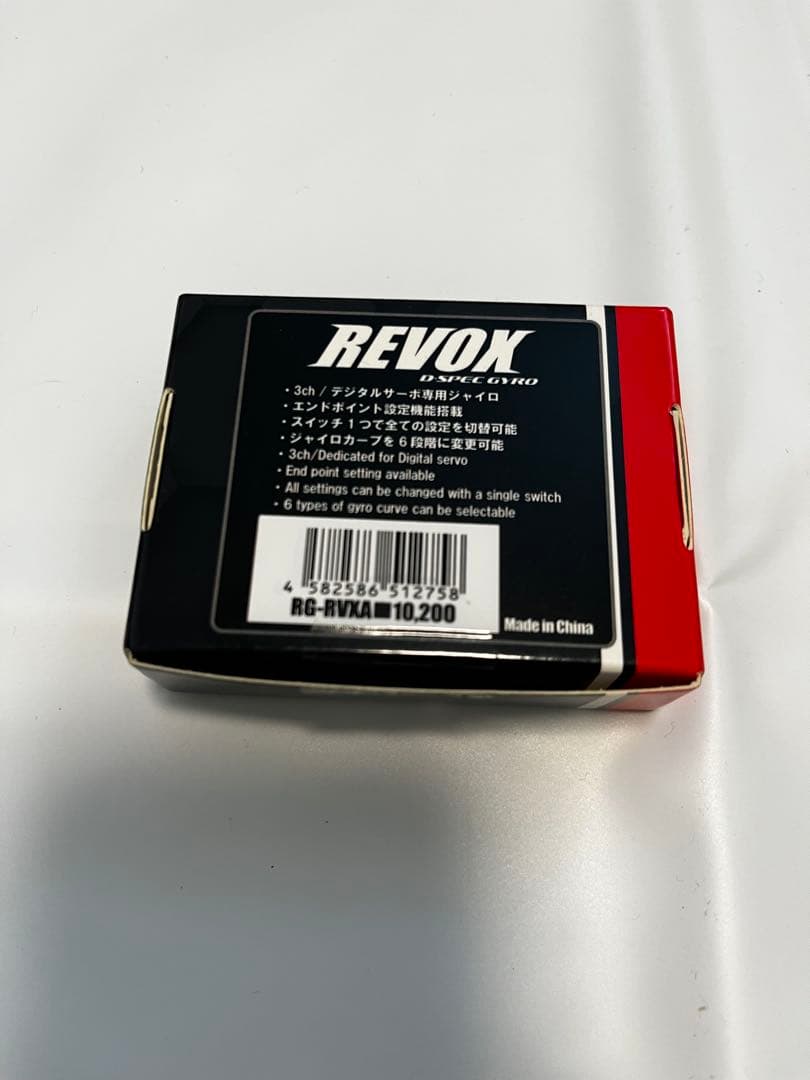 REVOX
D-SPEC GYRO
・3ch / デジタルサーボ専用ジャイロ
・エンドポイント設定機能搭載
・スイッチ1つで全ての設定を切替可能
・ジャイロカーブを6段階に変更可能
・3ch/Dedicated for Digital servo
・End point setting available
・All settings can be changed with a single switch
・6 types of gyro curve can be selectable
4 582586 512758
RG-RVXA■10,200
Made in China